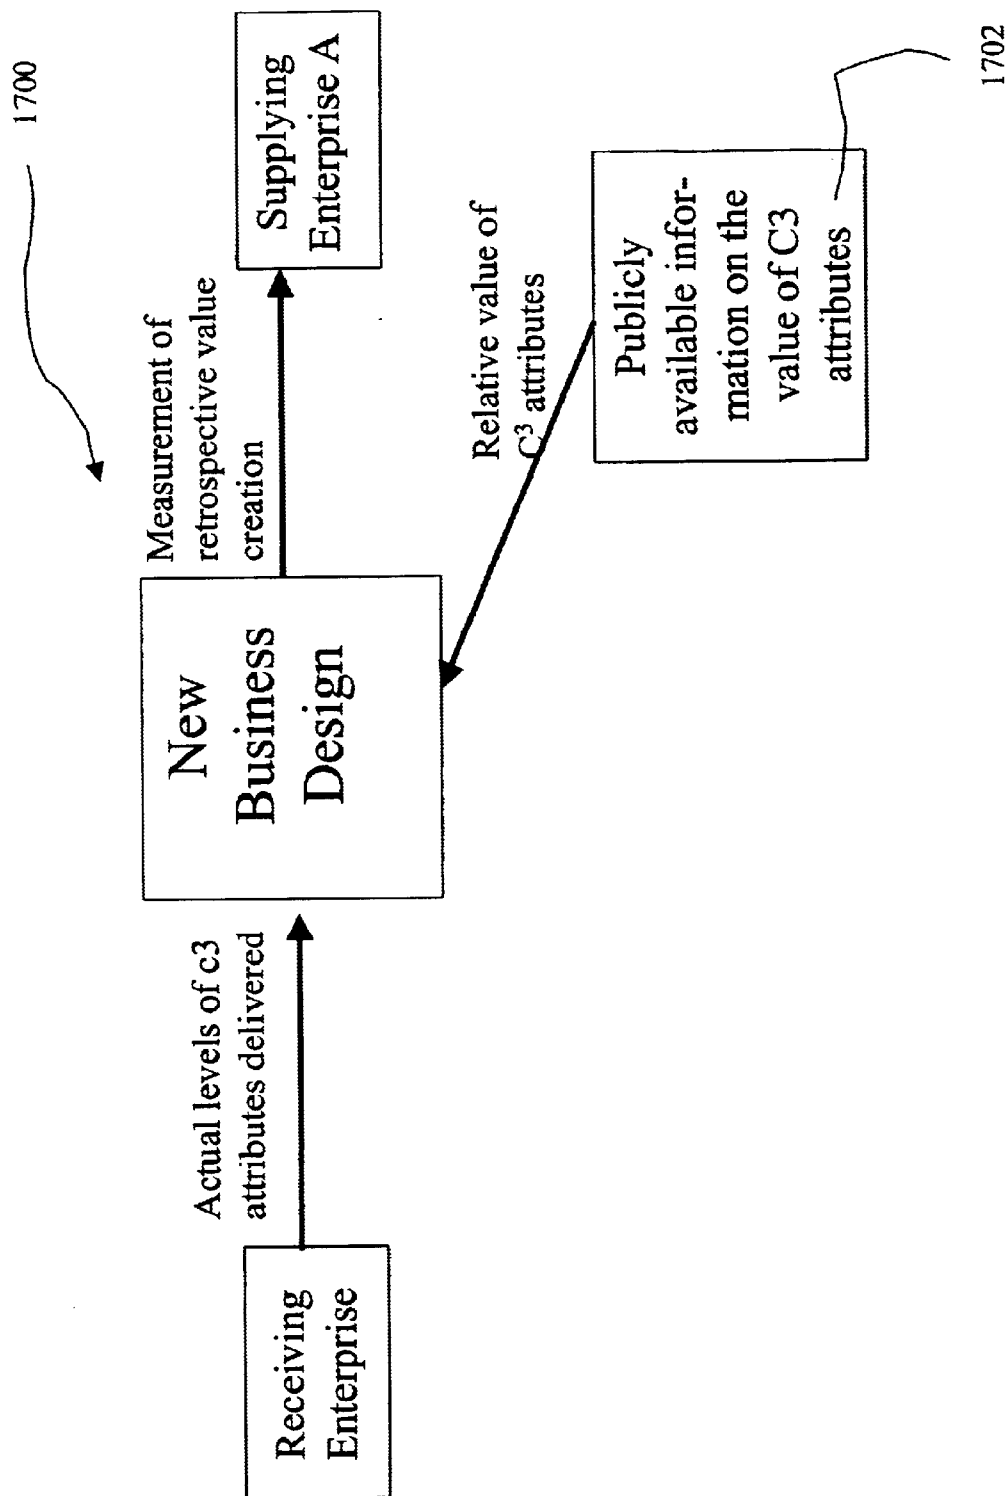 1700
Receiving
Enterprise
Actual levels of c3
attributes delivered
New
Business
Design
Measurement of
retrospective value
creation
Supplying
Enterprise A
Relative value of
C³ attributes
Publicly
available infor-
mation on the
value of C3
attributes
1702